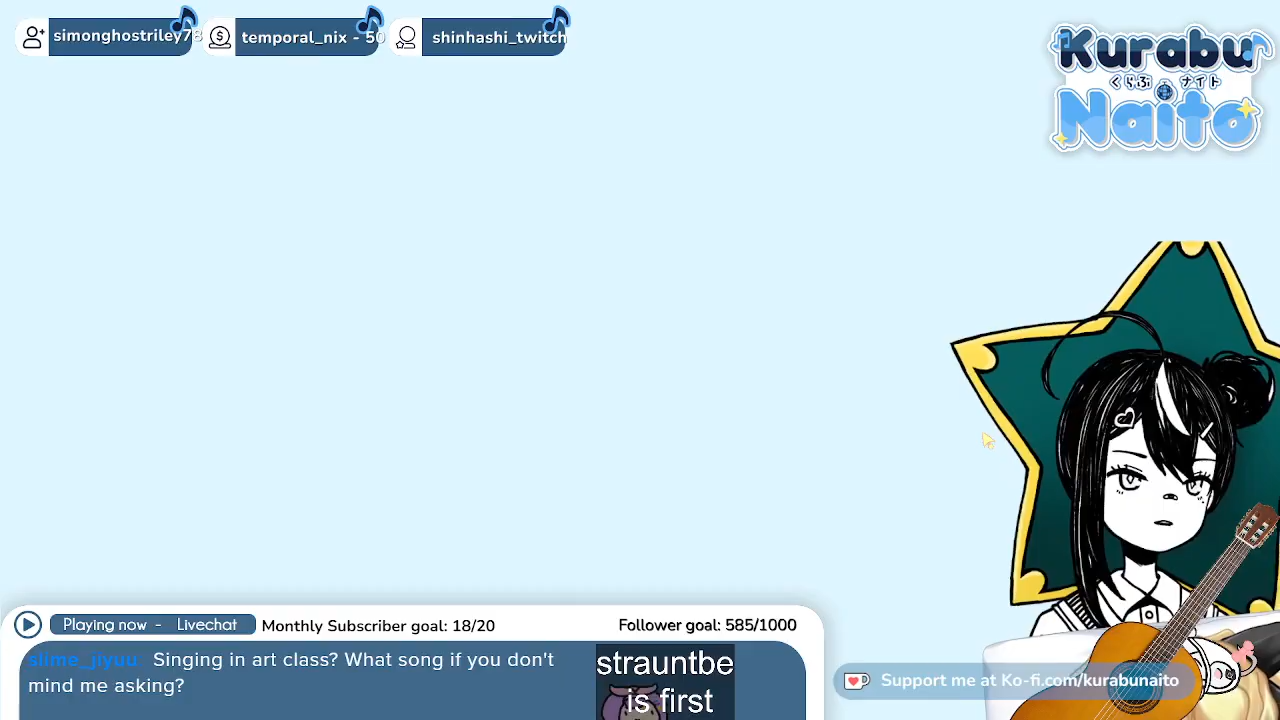 simonghostriley78
temporal_nix - 50
shinhashi_twitch
Kurabu
くらぶ ナイト
Naito
Playing now - Livechat
Monthly Subscriber goal: 18/20
Follower goal: 585/1000
slime_jiyuu Singing in art class? What song if you don't
mind me asking?
strauntbe
is first
Support me at Ko-fi.com/kurabunaito